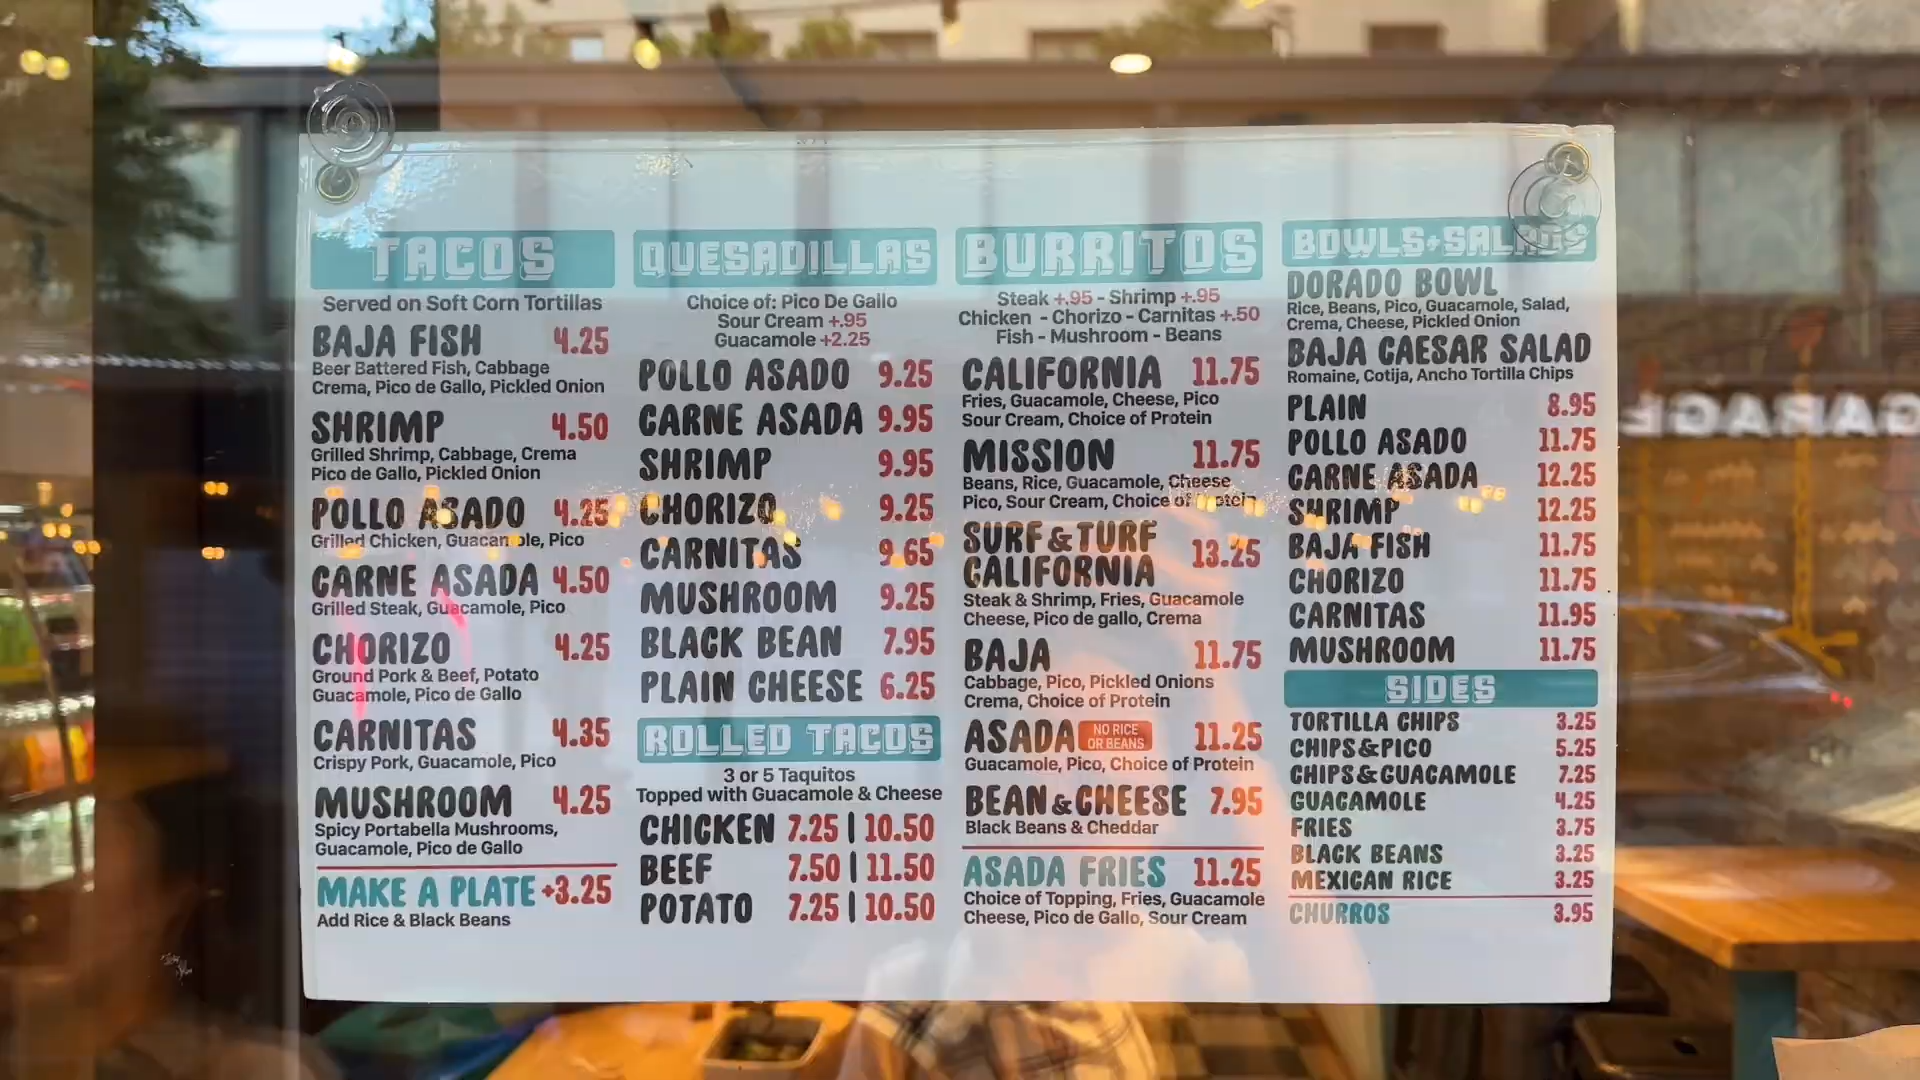 TACOS
Served on Soft Corn Tortillas
BAJA FISH 4.25
Beer Battered Fish, Cabbage
Crema, Pico de Gallo, Pickled Onion
SHRIMP 4.50
Grilled Shrimp, Cabbage, Crema
Pico de Gallo, Pickled Onion
POLLO ASADO 4.25
Grilled Chicken, Guacamole, Pico
CARNE ASADA 4.50
Grilled Steak, Guacamole, Pico
CHORIZO 4.25
Ground Pork & Beef, Potato
Guacamole, Pico de Gallo
CARNITAS 4.35
Crispy Pork, Guacamole, Pico
MUSHROOM 4.25
Spicy Portabella Mushrooms,
Guacamole, Pico de Gallo
MAKE A PLATE +3.25
Add Rice & Black Beans
QUESADILLAS
Choice of: Pico De Gallo
Sour Cream +.95
Guacamole +2.25
POLLO ASADO 9.25
CARNE ASADA 9.95
SHRIMP 9.95
CHORIZO 9.25
CARNITAS 9.65
MUSHROOM 9.25
BLACK BEAN 7.95
PLAIN CHEESE 6.25
ROLLED TACOS
3 or 5 Taquitos
Topped with Guacamole & Cheese
CHICKEN 7.25 | 10.50
BEEF 7.50 | 11.50
POTATO 7.25 | 10.50
BURRITOS
Steak +.95 - Shrimp +.95
Chicken - Chorizo - Carnitas +.50
Fish - Mushroom - Beans
CALIFORNIA 11.75
Fries, Guacamole, Cheese, Pico
Sour Cream, Choice of Protein
MISSION 11.75
Beans, Rice, Guacamole, Cheese
Pico, Sour Cream, Choice of Protein
SURF & TURF
CALIFORNIA 13.25
Steak & Shrimp, Fries, Guacamole
Cheese, Pico de gallo, Crema
BAJA 11.75
Cabbage, Pico, Pickled Onions
Crema, Choice of Protein
ASADA NO RICE OR BEANS 11.25
Guacamole, Pico, Choice of Protein
BEAN & CHEESE 7.95
Black Beans & Cheddar
ASADA FRIES 11.25
Choice of Topping, Fries, Guacamole
Cheese, Pico de Gallo, Sour Cream
BOWLS+SALADS
DORADO BOWL
Rice, Beans, Pico, Guacamole, Salad,
Crema, Cheese, Pickled Onion
BAJA CAESAR SALAD
Romaine, Cotija, Ancho Tortilla Chips
PLAIN 8.95
POLLO ASADO 11.75
CARNE ASADA 12.25
SHRIMP 12.25
BAJA FISH 11.75
CHORIZO 11.75
CARNITAS 11.95
MUSHROOM 11.75
SIDES
TORTILLA CHIPS 3.25
CHIPS & PICO 5.25
CHIPS & GUACAMOLE 7.25
GUACAMOLE 4.25
FRIES 3.75
BLACK BEANS 3.25
MEXICAN RICE 3.25
CHURROS 3.95
GARAGE